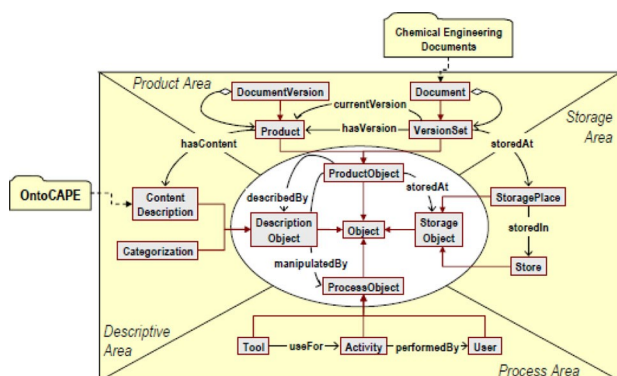 Chemical Engineering
Documents
Product Area
DocumentVersion
Document
currentVersion
Storage
Area
Product
hasVersion
VersionSet
hasContent
storedAt
ProductObject
OntoCAPE
Content
Description
describedBy
storedAt
StoragePlace
Description
Object
Object
Storage
Object
storedIn
Categorization
manipulatedBy
Store
ProcessObject
Descriptive
Area
Tool
useFor
Activity
performedBy
User
Process Area